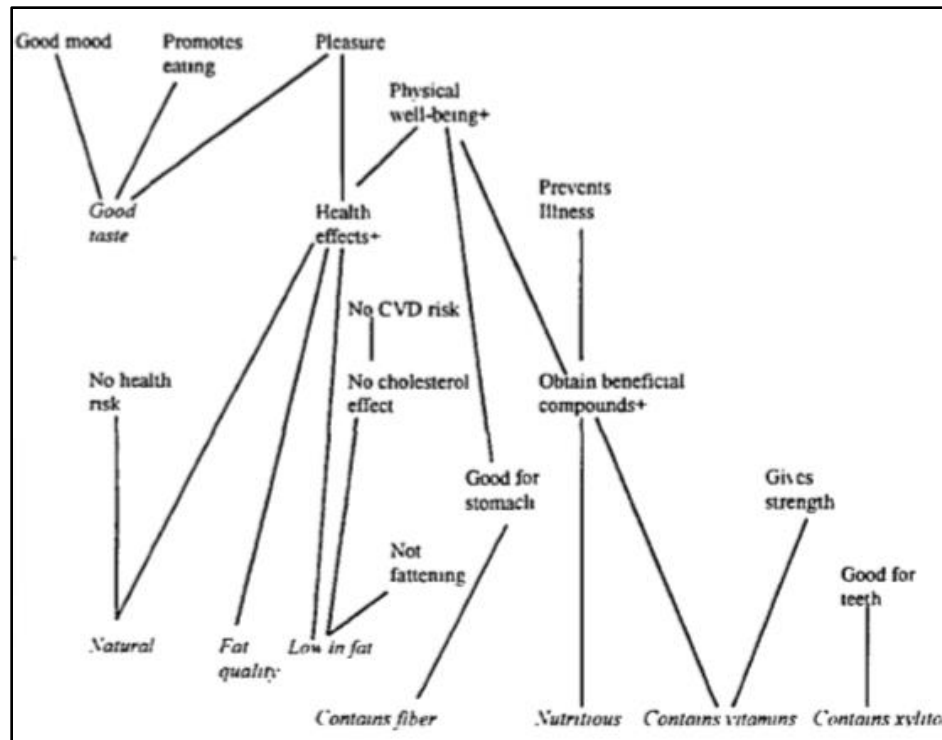 Good mood
Promotes
eating
Pleasure
Physical
well-being+
Good
taste
Health
effects+
Prevents
Illness
No CVD risk
No health
risk
No cholesterol
effect
Obtain beneficial
compounds+
Good for
stomach
Gives
strength
Not
fattening
Good for
teeth
Natural
Fat
quality
Low in fat
Contains fiber
Nutritious
Contains vitamins
Contains xylito